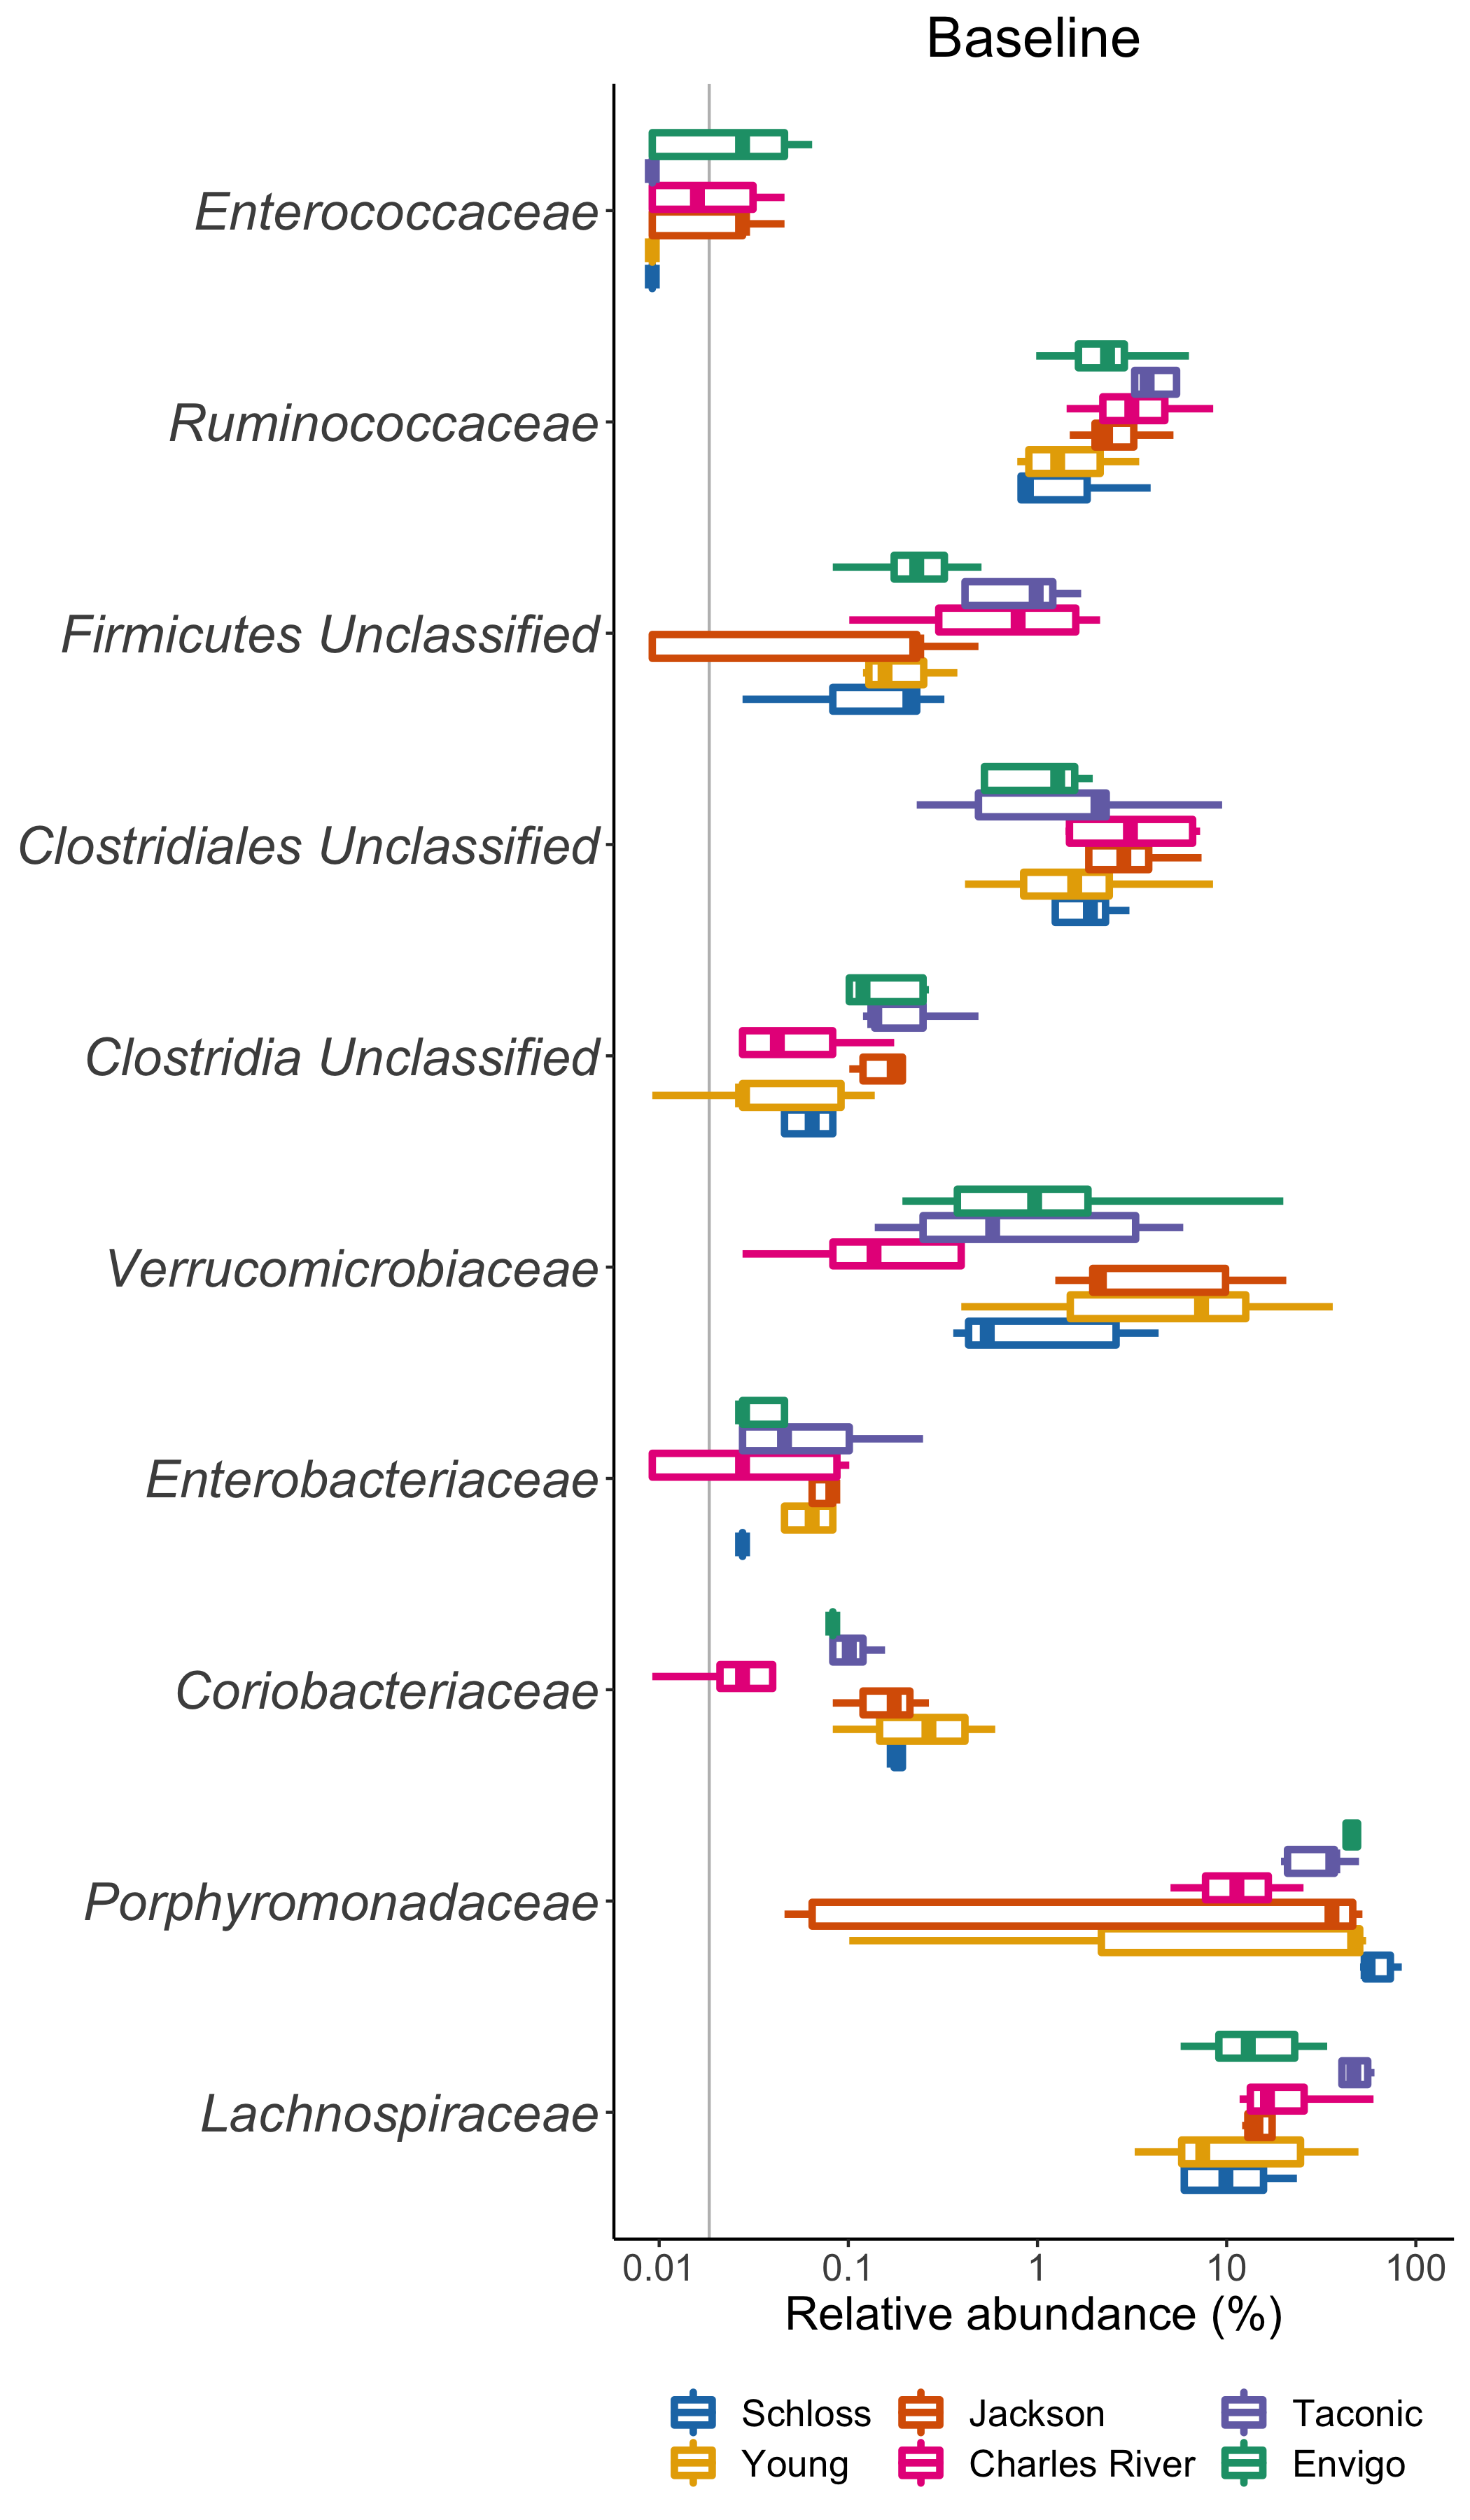 Baseline
Enterococcaceae
Ruminococcaceae
Firmicutes Unclassified
Clostridiales Unclassified
Clostridia Unclassified
Verrucomicrobiaceae
Enterobacteriaceae
Coriobacteriaceae
Porphyromonadaceae
Lachnospiraceae
0.01 0.1 1 10 100
Relative abundance (%)
Schloss Jackson Taconic
Young Charles River Envigo